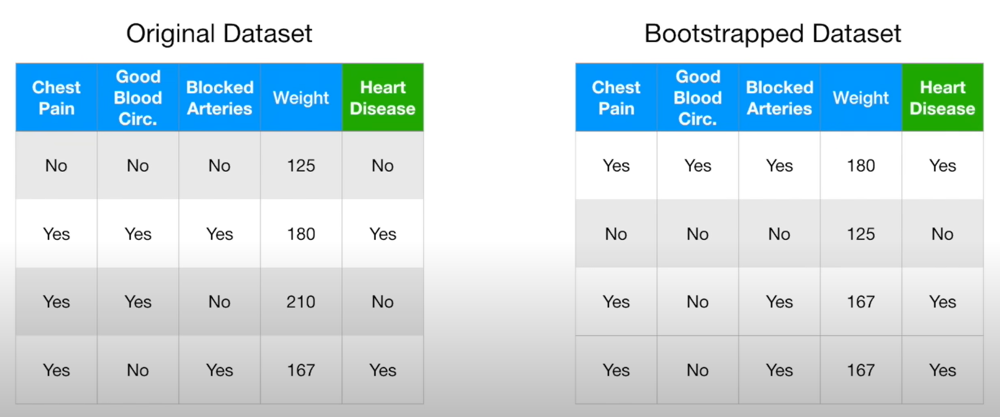 Original Dataset
Chest Pain Good Blood Circ. Blocked Arteries Weight Heart Disease
No No No 125 No
Yes Yes Yes 180 Yes
Yes Yes No 210 No
Yes No Yes 167 Yes
Bootstrapped Dataset
Chest Pain Good Blood Circ. Blocked Arteries Weight Heart Disease
Yes Yes Yes 180 Yes
No No No 125 No
Yes No Yes 167 Yes
Yes No Yes 167 Yes